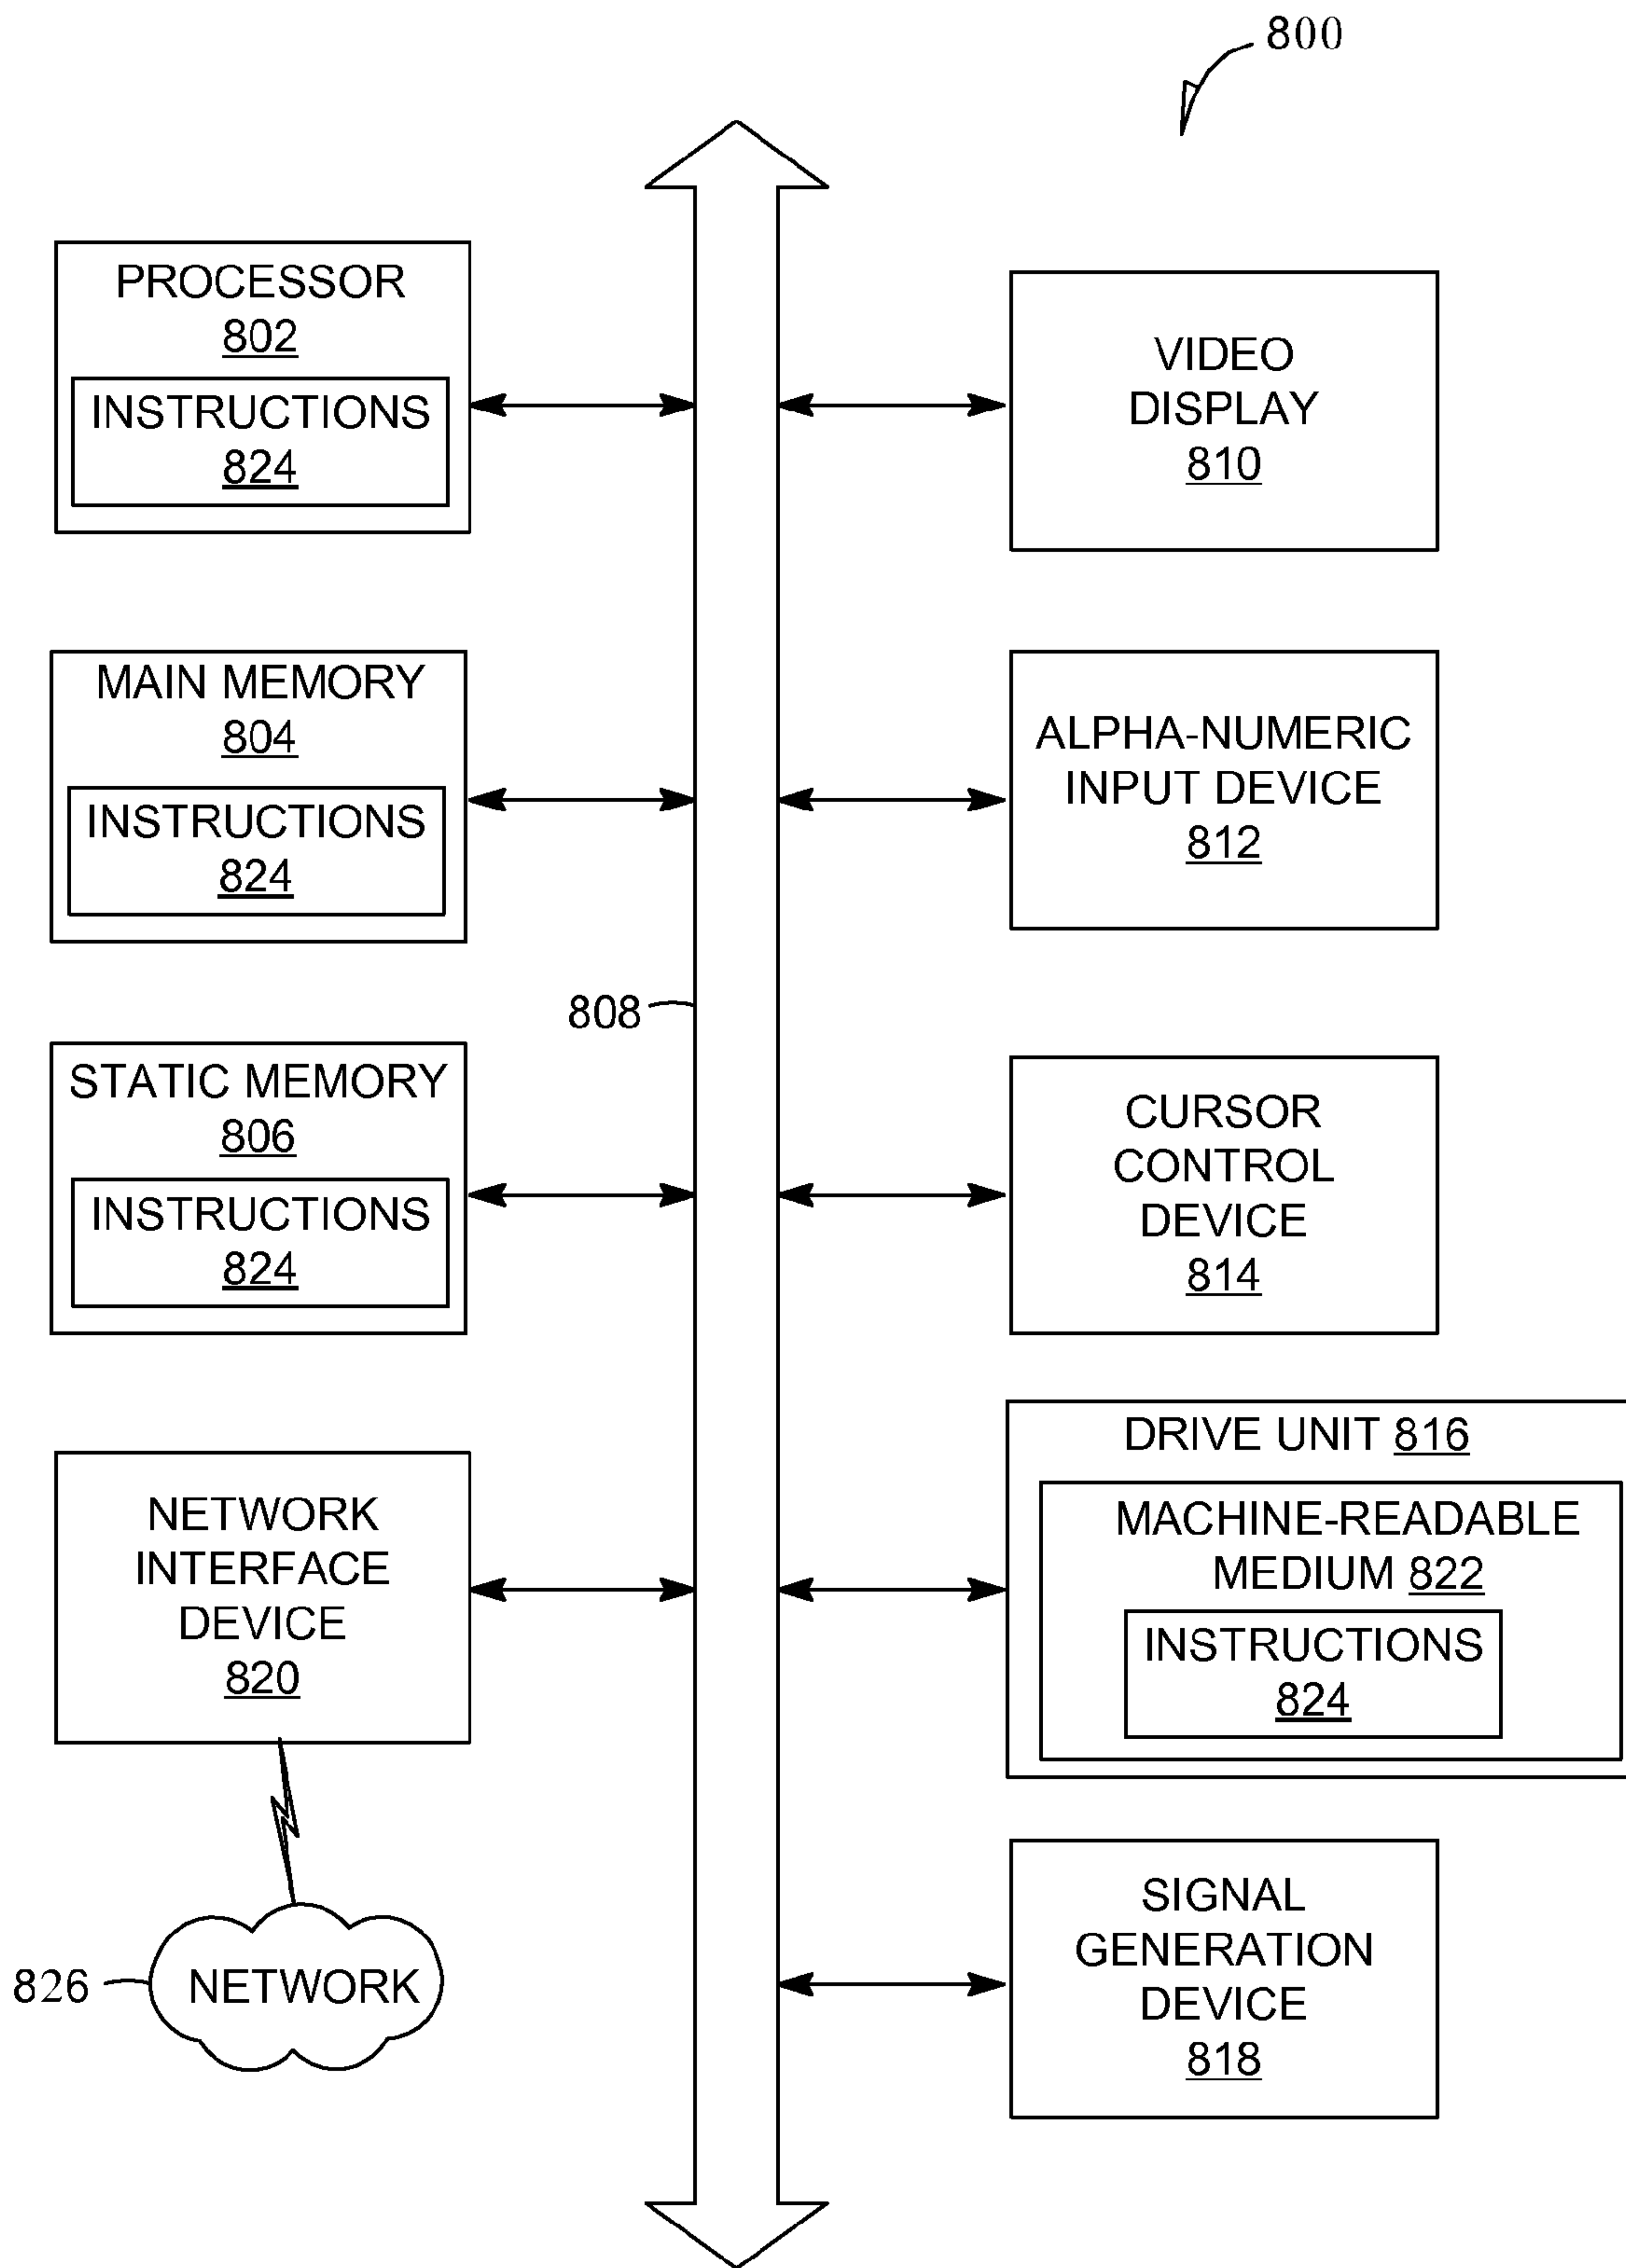 800
PROCESSOR
802
INSTRUCTIONS
824
MAIN MEMORY
804
INSTRUCTIONS
824
808
STATIC MEMORY
806
INSTRUCTIONS
824
NETWORK
INTERFACE
DEVICE
820
826
NETWORK
VIDEO
DISPLAY
810
ALPHA-NUMERIC
INPUT DEVICE
812
CURSOR
CONTROL
DEVICE
814
DRIVE UNIT 816
MACHINE-READABLE
MEDIUM 822
INSTRUCTIONS
824
SIGNAL
GENERATION
DEVICE
818